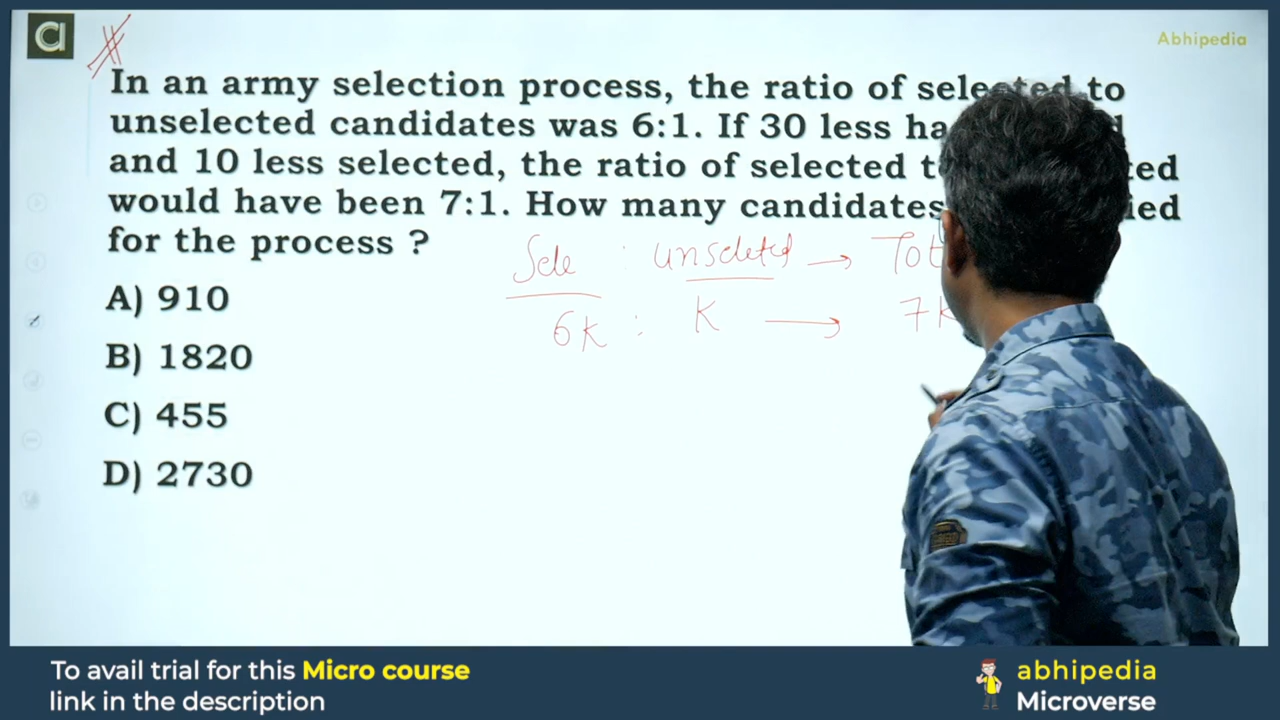 a
Abhipedia
In an army selection process, the ratio of selected to
unselected candidates was 6:1. If 30 less ha
and 10 less selected, the ratio of selected t ted
would have been 7:1. How many candidates ied
for the process ?
Sele : unseleted → Tot
6K : K → 7K
A) 910
B) 1820
C) 455
D) 2730
To avail trial for this Micro course
link in the description
abhipedia
Microverse